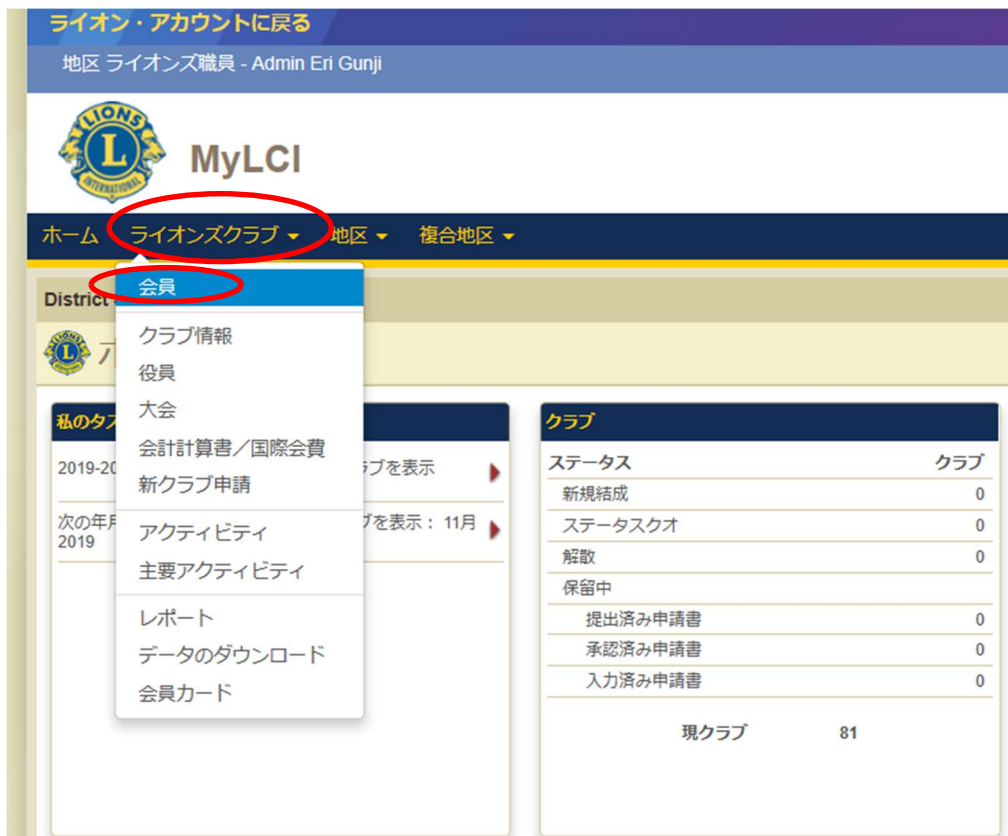 ライオン・アカウントに戻る
地区 ライオンズ職員 - Admin Eri Gunji
LIONS
L
INTERNATIONAL
MyLCI
ホーム ライオンズクラブ 地区 複合地区
会員
District
クラブ情報
役員
大会
会計計算書/国際会費
新クラブ申請
アクティビティ
主要アクティビティ
レポート
データのダウンロード
会員カード
私のタス
2019-20 ブを表示
次の年月 ブを表示: 11月
2019
クラブ
ステータス クラブ
新規結成 0
ステータスクオ 0
解散 0
保留中
提出済み申請書 0
承認済み申請書 0
入力済み申請書 0
現クラブ 81